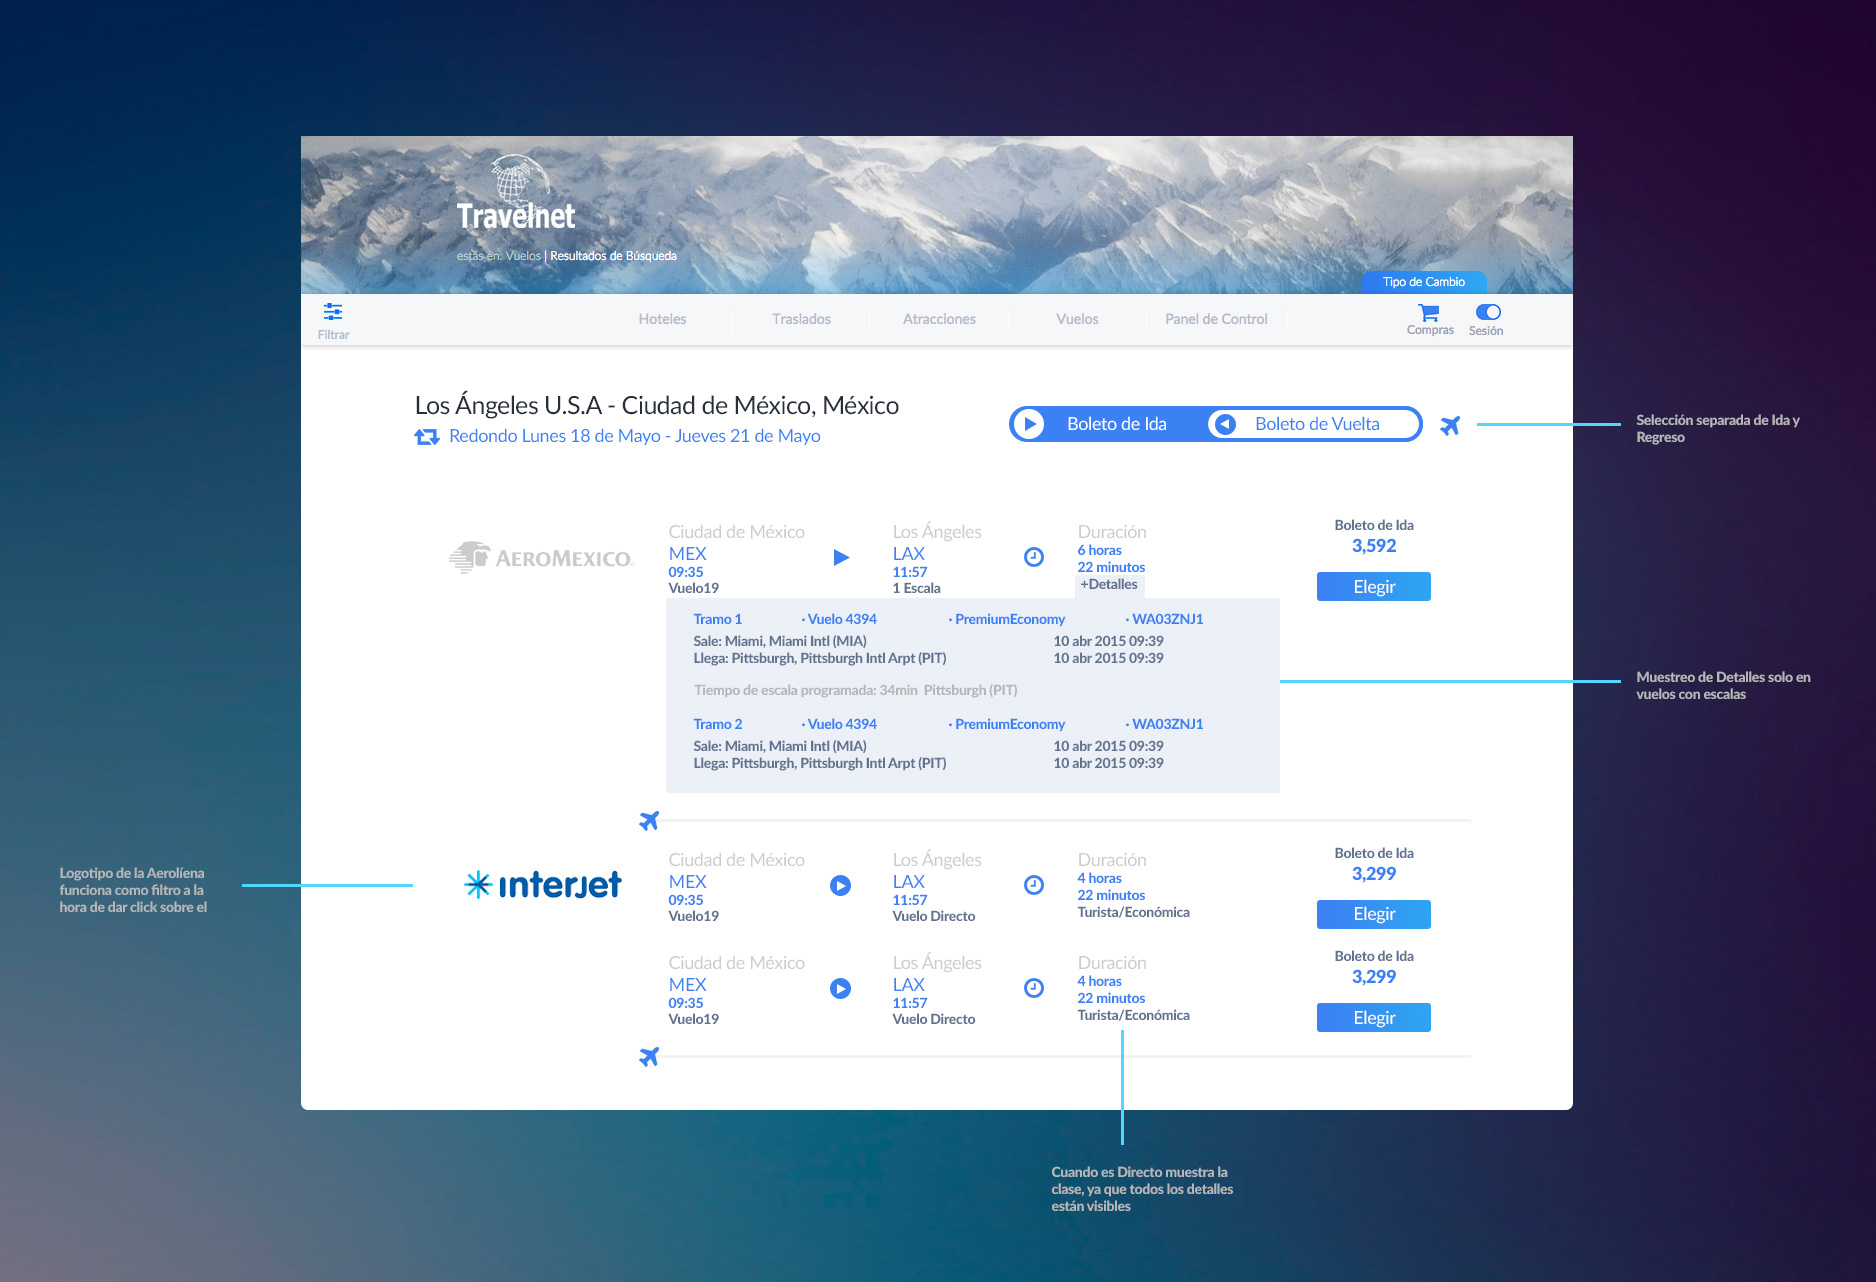 Travelnet
estás en: Vuelos | Resultados de Búsqueda
Tipo de Cambio
Filtrar
Hoteles
Traslados
Atracciones
Vuelos
Panel de Control
Compras
Sesión
Los Ángeles U.S.A - Ciudad de México, México
Redondo Lunes 18 de Mayo - Jueves 21 de Mayo
Boleto de Ida
Boleto de Vuelta
Selección separada de Ida y
Regreso
AEROMEXICO
Ciudad de México
MEX
09:35
Vuelo19
Los Ángeles
LAX
11:57
1 Escala
Duración
6 horas
22 minutos
+Detalles
Boleto de Ida
3,592
Elegir
Tramo 1 · Vuelo 4394 · PremiumEconomy · WA03ZNJ1
Sale: Miami, Miami Intl (MIA) 10 abr 2015 09:39
Llega: Pittsburgh, Pittsburgh Intl Arpt (PIT) 10 abr 2015 09:39
Tiempo de escala programada: 34min Pittsburgh (PIT)
Tramo 2 · Vuelo 4394 · PremiumEconomy · WA03ZNJ1
Sale: Miami, Miami Intl (MIA) 10 abr 2015 09:39
Llega: Pittsburgh, Pittsburgh Intl Arpt (PIT) 10 abr 2015 09:39
Muestreo de Detalles solo en
vuelos con escalas
Logotipo de la Aerolíena
funciona como filtro a la
hora de dar click sobre el
interjet
Ciudad de México
MEX
09:35
Vuelo19
Los Ángeles
LAX
11:57
Vuelo Directo
Duración
4 horas
22 minutos
Turista/Económica
Boleto de Ida
3,299
Elegir
Ciudad de México
MEX
09:35
Vuelo19
Los Ángeles
LAX
11:57
Vuelo Directo
Duración
4 horas
22 minutos
Turista/Económica
Boleto de Ida
3,299
Elegir
Cuando es Directo muestra la
clase, ya que todos los detalles
están visibles